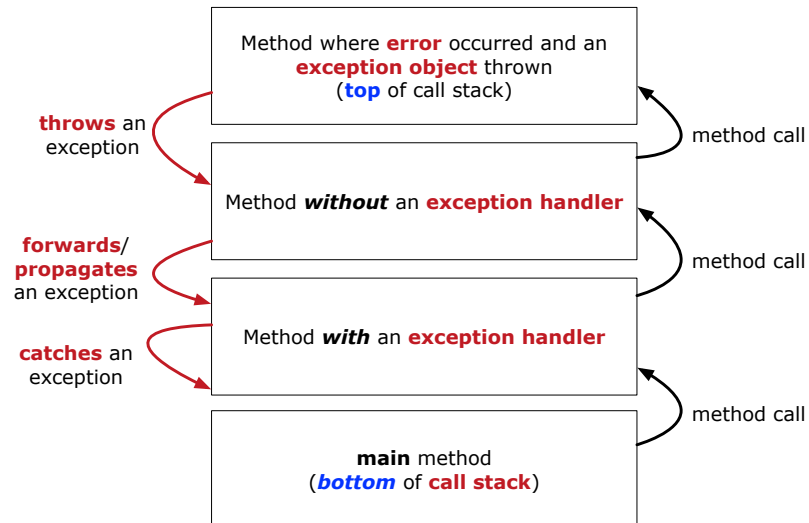 Method where error occurred and an
exception object thrown
(top of call stack)
throws an
exception
method call
Method without an exception handler
forwards/
propagates
an exception
method call
Method with an exception handler
catches an
exception
method call
main method
(bottom of call stack)